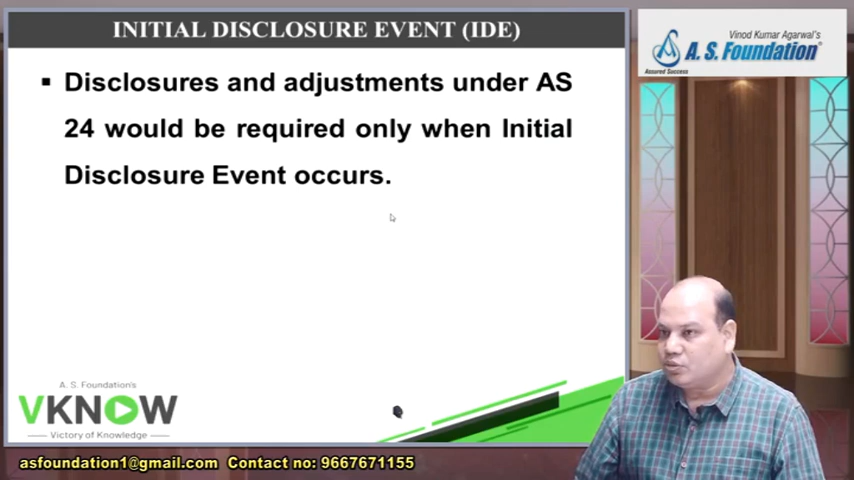 INITIAL DISCLOSURE EVENT (IDE)
Vinod Kumar Agarwal's
A. S. Foundation®
Assured Success
▪ Disclosures and adjustments under AS
24 would be required only when Initial
Disclosure Event occurs.
A. S. Foundation's
VKNOW
Victory of Knowledge
asfoundation1@gmail.com Contact no: 9667671155